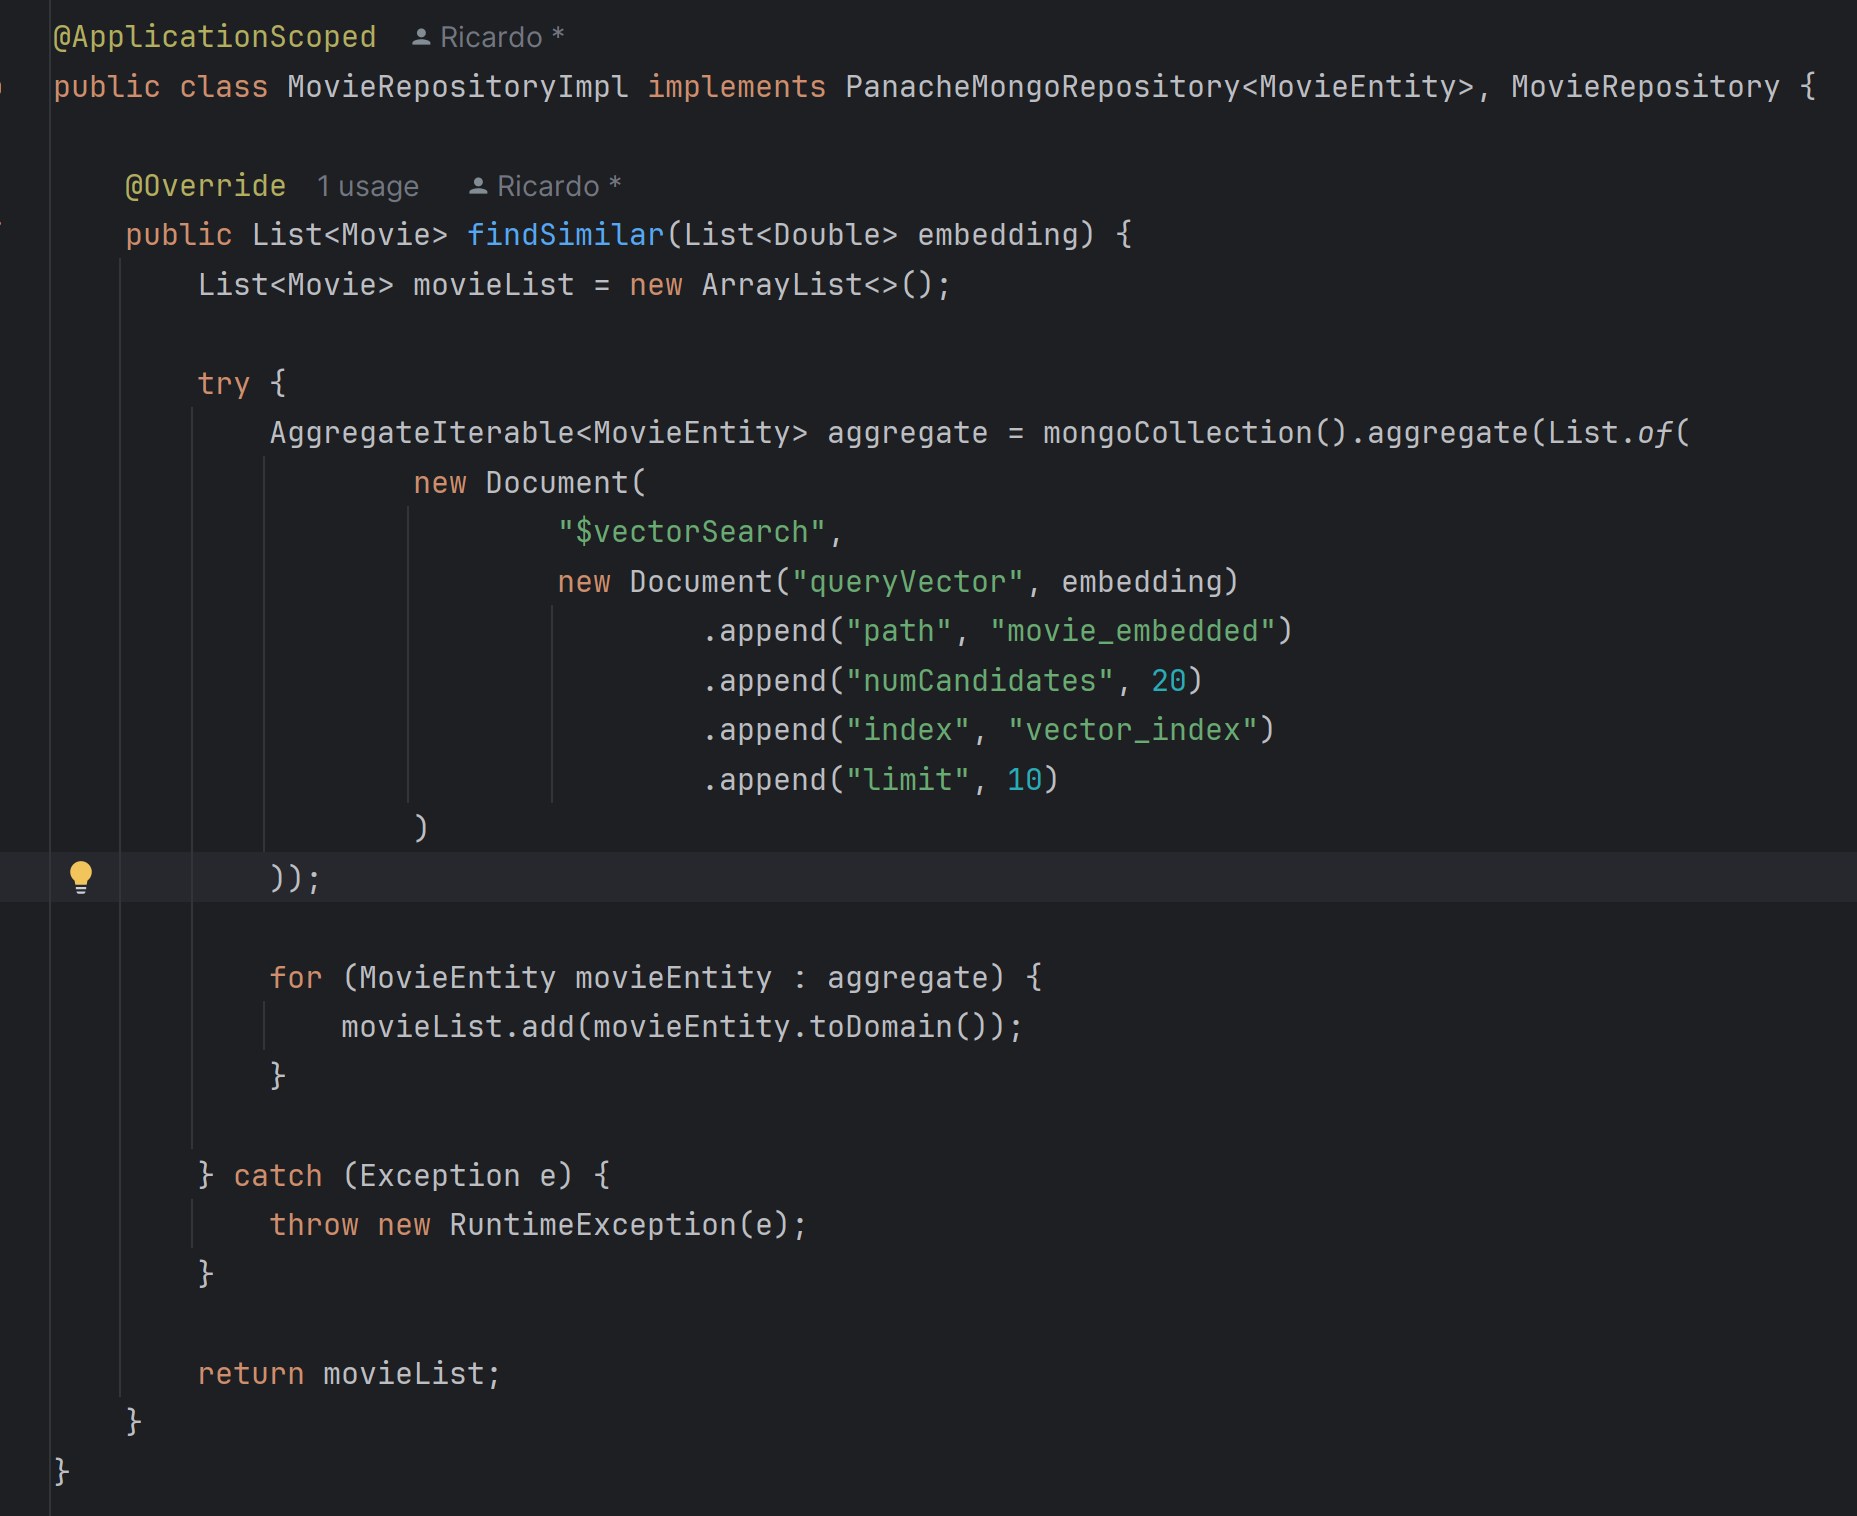 @ApplicationScoped Ricardo *
public class MovieRepositoryImpl implements PanacheMongoRepository<MovieEntity>, MovieRepository {
@Override 1 usage Ricardo *
public List<Movie> findSimilar(List<Double> embedding) {
List<Movie> movieList = new ArrayList<>();
try {
AggregateIterable<MovieEntity> aggregate = mongoCollection().aggregate(List.of(
new Document(
"$vectorSearch",
new Document("queryVector", embedding)
.append("path", "movie_embedded")
.append("numCandidates", 20)
.append("index", "vector_index")
.append("limit", 10)
)
));
for (MovieEntity movieEntity : aggregate) {
movieList.add(movieEntity.toDomain());
}
} catch (Exception e) {
throw new RuntimeException(e);
}
return movieList;
}
}